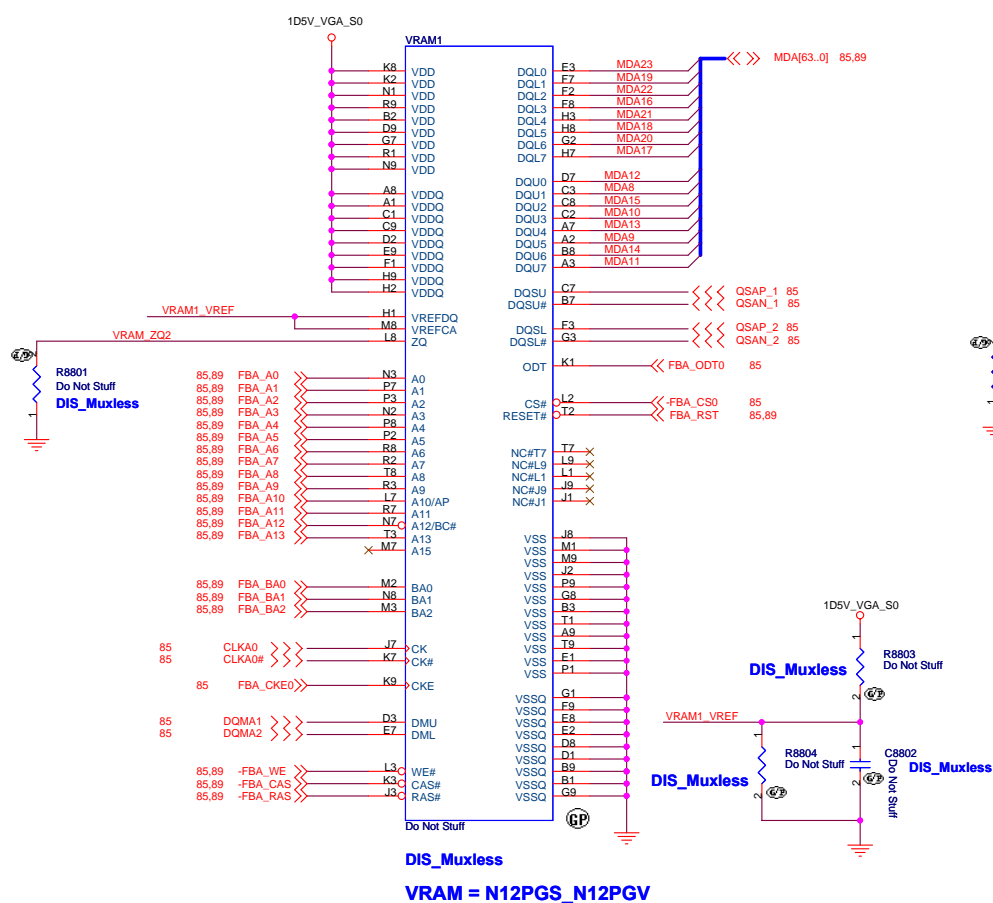 1D5V_VGA_S0
VRAM1
K8 VDD
K2 VDD
N1 VDD
R9 VDD
B2 VDD
D9 VDD
G7 VDD
R1 VDD
N9 VDD
A8 VDDQ
A1 VDDQ
C1 VDDQ
C9 VDDQ
D2 VDDQ
E9 VDDQ
F1 VDDQ
H9 VDDQ
H2 VDDQ
VRAM1_VREF H1 VREFDQ
M8 VREFCA
VRAM_ZQ2 L8 ZQ
2
R8801
Do Not Stuff
DIS_Muxless
1
85,89 FBA_A0 N3 A0
85,89 FBA_A1 P7 A1
85,89 FBA_A2 P3 A2
85,89 FBA_A3 N2 A3
85,89 FBA_A4 P8 A4
85,89 FBA_A5 P2 A5
85,89 FBA_A6 R8 A6
85,89 FBA_A7 R2 A7
85,89 FBA_A8 T8 A8
85,89 FBA_A9 R3 A9
85,89 FBA_A10 L7 A10/AP
85,89 FBA_A11 R7 A11
85,89 FBA_A12 N7 A12/BC#
85,89 FBA_A13 T3 A13
M7 A15
85,89 FBA_BA0 M2 BA0
85,89 FBA_BA1 N8 BA1
85,89 FBA_BA2 M3 BA2
85 CLKA0 J7 CK
85 CLKA0# K7 CK#
85 FBA_CKE0 K9 CKE
85 DQMA1 D3 DMU
85 DQMA2 E7 DML
85,89 -FBA_WE L3 WE#
85,89 -FBA_CAS K3 CAS#
85,89 -FBA_RAS J3 RAS#
DQL0 E3 MDA23
DQL1 F7 MDA19
DQL2 F2 MDA22
DQL3 F8 MDA16
DQL4 H3 MDA21
DQL5 H8 MDA18
DQL6 G2 MDA20
DQL7 H7 MDA17
MDA[63..0] 85,89
DQU0 D7 MDA12
DQU1 C3 MDA8
DQU2 C8 MDA15
DQU3 C2 MDA10
DQU4 A7 MDA13
DQU5 A2 MDA9
DQU6 B8 MDA14
DQU7 A3 MDA11
DQSU C7 QSAP_1 85
DQSU# B7 QSAN_1 85
DQSL F3 QSAP_2 85
DQSL# G3 QSAN_2 85
ODT K1 FBA_ODT0 85
CS# L2 -FBA_CS0 85
RESET# T2 FBA_RST 85,89
NC#T7 T7
NC#L9 L9
NC#L1 L1
NC#J9 J9
NC#J1 J1
VSS J8
VSS M1
VSS M9
VSS J2
VSS P9
VSS G8
VSS B3
VSS T1
VSS A9
VSS T9
VSS E1
VSS P1
VSSQ G1
VSSQ F9
VSSQ E8
VSSQ E2
VSSQ D8
VSSQ D1
VSSQ B9
VSSQ B1
VSSQ G9
GP
Do Not Stuff
DIS_Muxless
VRAM = N12PGS_N12PGV
1D5V_VGA_S0
1
R8803
Do Not Stuff
DIS_Muxless
2 G/P
VRAM1_VREF
1
R8804
Do Not Stuff
DIS_Muxless
2 G/P
1
C8802
Do Not Stuff
DIS_Muxless
2 G/P
1